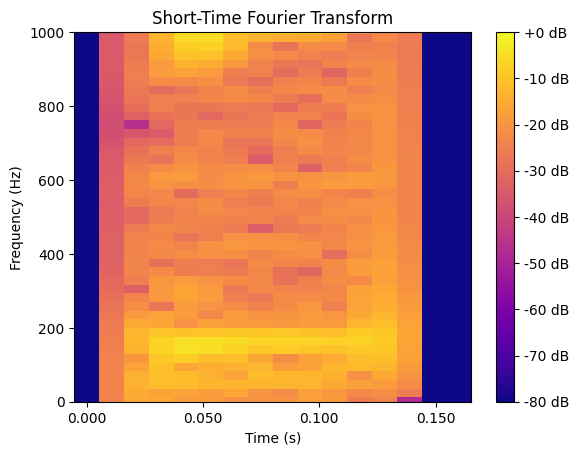 Short-Time Fourier Transform
1000
800
600
400
200
0
Frequency (Hz)
0.000
0.050
0.100
0.150
Time (s)
+0 dB
-10 dB
-20 dB
-30 dB
-40 dB
-50 dB
-60 dB
-70 dB
-80 dB